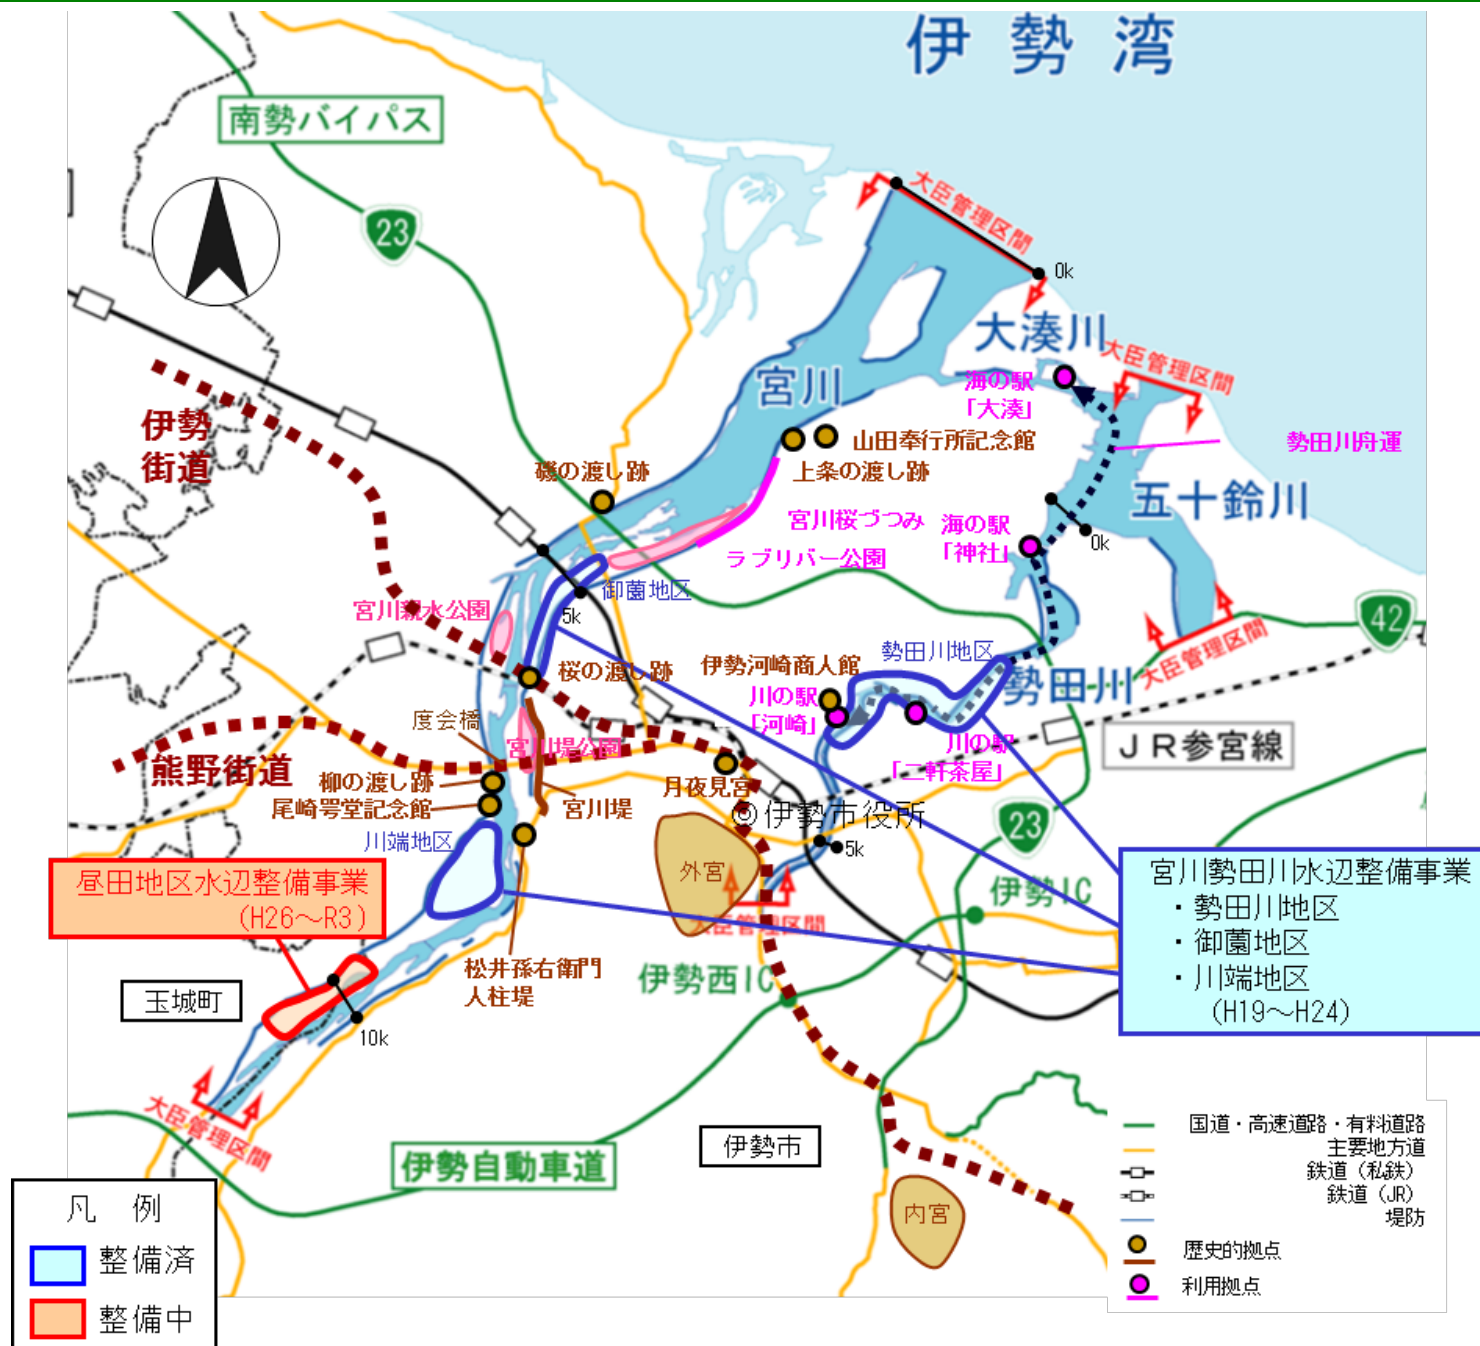 伊勢湾
南勢バイパス
23
大臣管理区間
0k
大湊川
大臣管理区間
宮川
海の駅
「大湊」
伊勢
街道
山田奉行所記念館
勢田川舟運
磯の渡し跡
上条の渡し跡
五十鈴川
宮川桜づつみ
海の駅
「神社」
0k
ラブリバー公園
御薗地区
宮川親水公園
5k
42
大臣管理区間
勢田川地区
桜の渡し跡
伊勢河崎商人館
川の駅
「河崎」
勢田川
度会橋
宮川堤公園
川の駅
「二軒茶屋」
JR参宮線
熊野街道
柳の渡し跡
尾崎咢堂記念館
月夜見宮
宮川堤
伊勢市役所
23
川端地区
5k
外宮
昼田地区水辺整備事業
(H26～R3)
宮川勢田川水辺整備事業
・勢田川地区
・御薗地区
・川端地区
(H19～H24)
伊勢IC
大臣管理区間
松井孫右衛門
人柱堤
伊勢西IC
玉城町
10k
大臣管理区間
伊勢自動車道
伊勢市
内宮
国道・高速道路・有料道路
主要地方道
鉄道（私鉄）
鉄道（JR）
堤防
歴史的拠点
利用拠点
凡 例
整備済
整備中